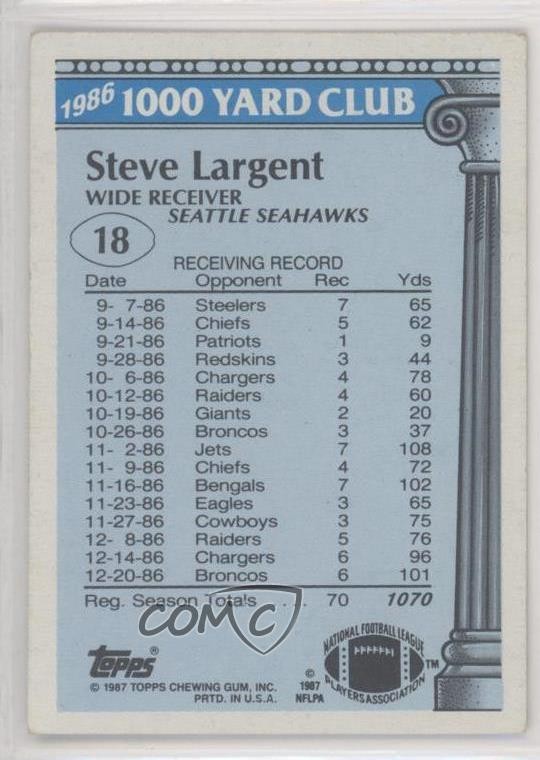 1986 1000 YARD CLUB
Steve Largent
WIDE RECEIVER
SEATTLE SEAHAWKS
18
RECEIVING RECORD
Date Opponent Rec Yds
9- 7-86 Steelers 7 65
9-14-86 Chiefs 5 62
9-21-86 Patriots 1 9
9-28-86 Redskins 3 44
10- 6-86 Chargers 4 78
10-12-86 Raiders 4 60
10-19-86 Giants 2 20
10-26-86 Broncos 3 37
11- 2-86 Jets 7 108
11- 9-86 Chiefs 4 72
11-16-86 Bengals 7 102
11-23-86 Eagles 3 65
11-27-86 Cowboys 3 75
12- 8-86 Raiders 5 76
12-14-86 Chargers 6 96
12-20-86 Broncos 6 101
Reg. Season Totals . . . . 70 1070
COMC
topps®
© 1987 TOPPS CHEWING GUM, INC.
PRTD. IN U.S.A.
© 1987 NFLPA
NATIONAL FOOTBALL LEAGUE PLAYERS ASSOCIATION ™